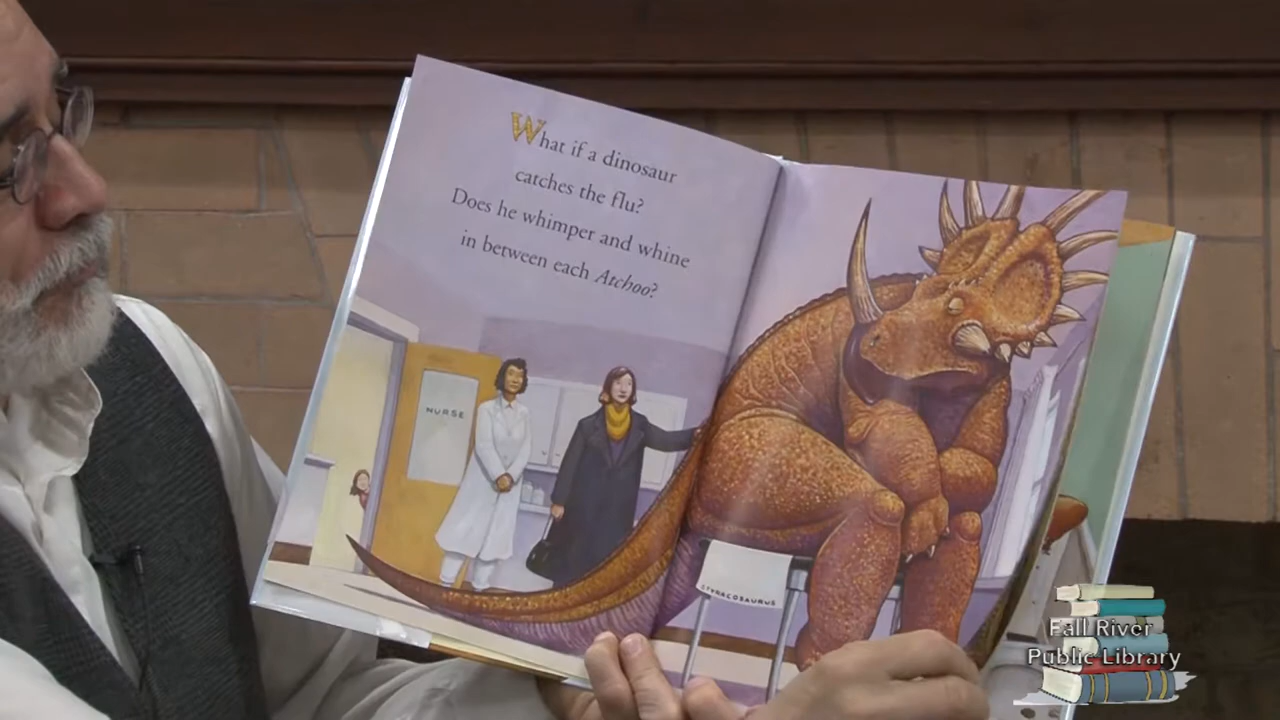 What if a dinosaur
catches the flu?
Does he whimper and whine
in between each Atchoo?
NURSE
STYRACOSAURUS
Fall River
Public Library